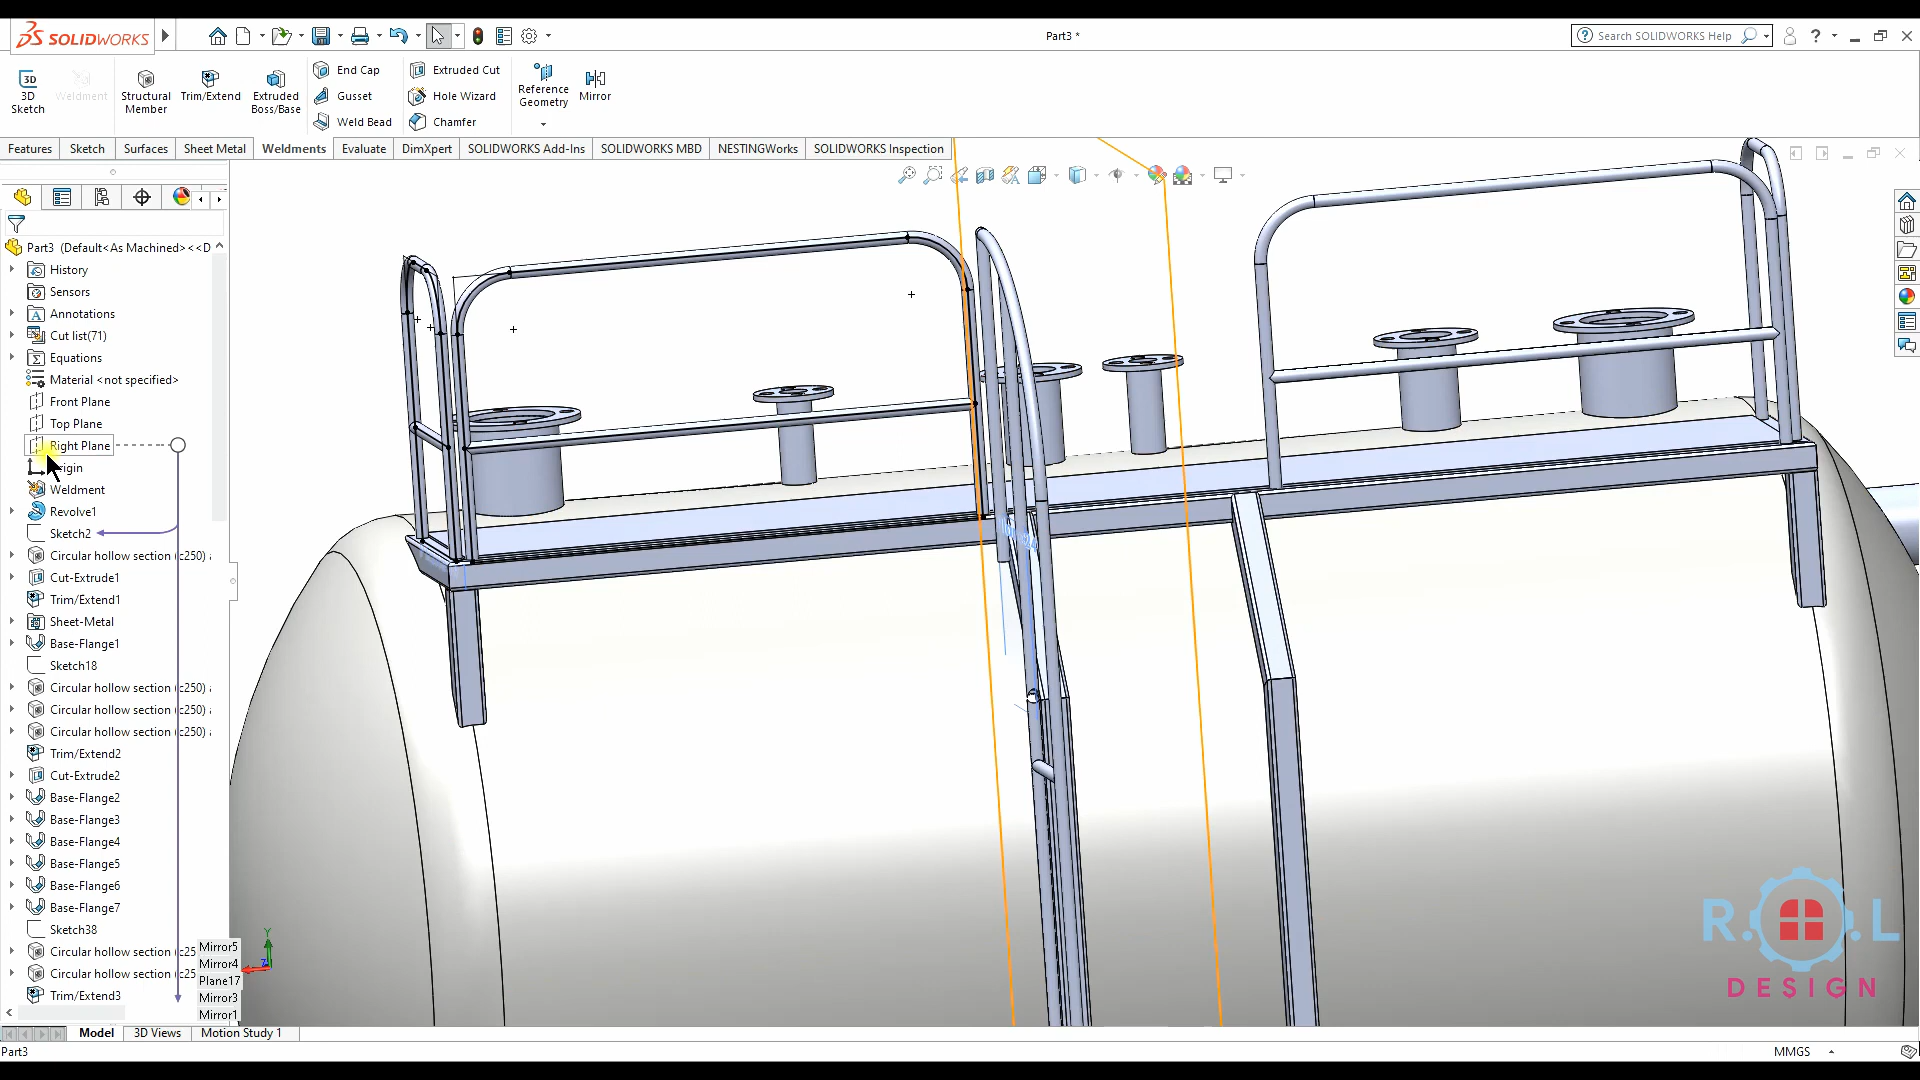 SOLIDWORKS
Part3 *
Search SOLIDWORKS Help
3D Sketch
Weldment
Structural Member
Trim/Extend
Extruded Boss/Base
End Cap
Gusset
Weld Bead
Extruded Cut
Hole Wizard
Chamfer
Reference Geometry
Mirror
Features
Sketch
Surfaces
Sheet Metal
Weldments
Evaluate
DimXpert
SOLIDWORKS Add-Ins
SOLIDWORKS MBD
NESTINGWorks
SOLIDWORKS Inspection
Part3 (Default<As Machined><<D
History
Sensors
Annotations
Cut list(71)
Equations
Material <not specified>
Front Plane
Top Plane
Right Plane
Weldment
Revolve1
Sketch2
Circular hollow section (c250)
Cut-Extrude1
Trim/Extend1
Sheet-Metal
Base-Flange1
Sketch18
Circular hollow section (c250)
Circular hollow section (c250)
Circular hollow section (c250)
Trim/Extend2
Cut-Extrude2
Base-Flange2
Base-Flange3
Base-Flange4
Base-Flange5
Base-Flange6
Base-Flange7
Sketch38
Circular hollow section (c25
Circular hollow section (c25
Trim/Extend3
Mirror5
Mirror4
Plane17
Mirror3
Mirror1
Y
Z
R.O.L
DESIGN
Model
3D Views
Motion Study 1
Part3
MMGS